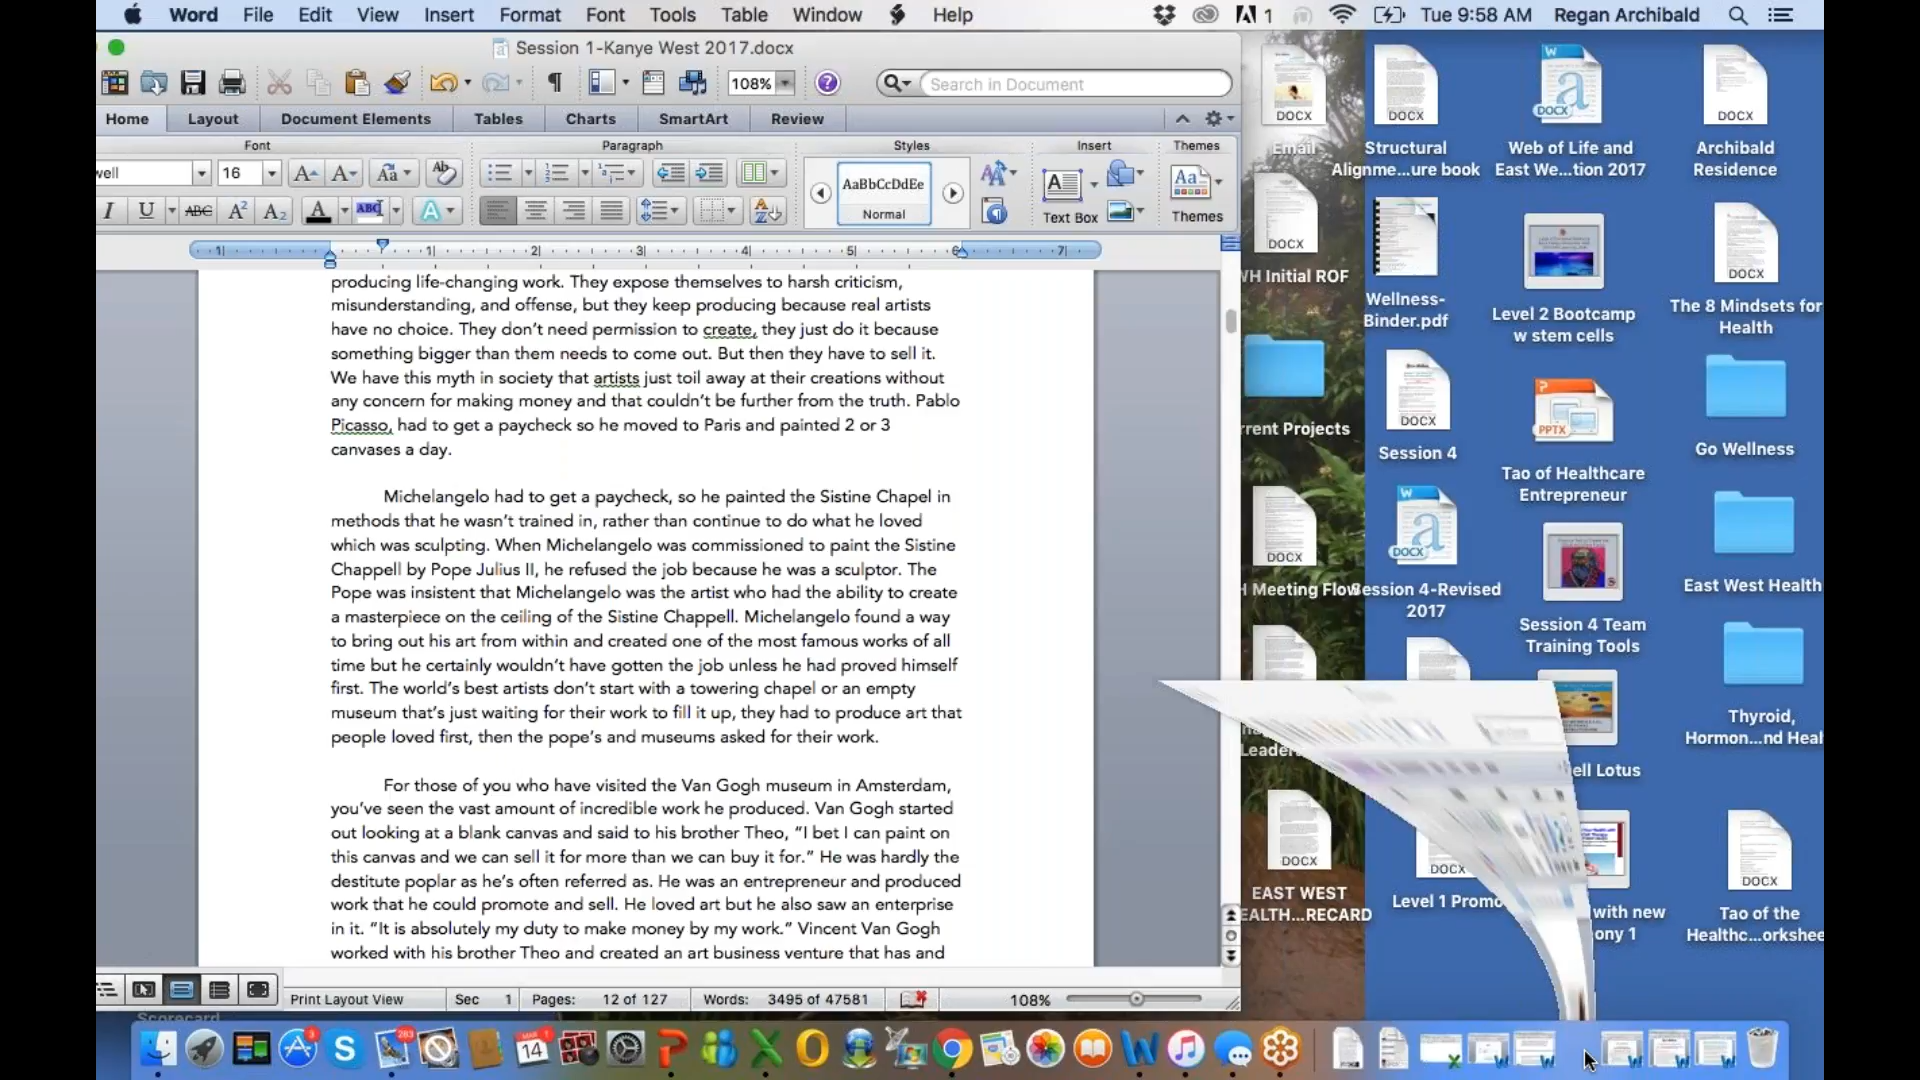 Word File Edit View Insert Format Font Tools Table Window Help
1 Tue 9:58 AM Regan Archibald
Session 1-Kanye West 2017.docx
108% Search in Document
Home Layout Document Elements Tables Charts SmartArt Review
Font Paragraph Styles Insert Themes
well 16 AaBbCcDdEe
Normal Text Box Themes
producing life-changing work. They expose themselves to harsh criticism,
misunderstanding, and offense, but they keep producing because real artists
have no choice. They don't need permission to create, they just do it because
something bigger than them needs to come out. But then they have to sell it.
We have this myth in society that artists just toil away at their creations without
any concern for making money and that couldn't be further from the truth. Pablo
Picasso, had to get a paycheck so he moved to Paris and painted 2 or 3
canvases a day.
Michelangelo had to get a paycheck, so he painted the Sistine Chapel in
methods that he wasn't trained in, rather than continue to do what he loved
which was sculpting. When Michelangelo was commissioned to paint the Sistine
Chappell by Pope Julius II, he refused the job because he was a sculptor. The
Pope was insistent that Michelangelo was the artist who had the ability to create
a masterpiece on the ceiling of the Sistine Chappell. Michelangelo found a way
to bring out his art from within and created one of the most famous works of all
time but he certainly wouldn't have gotten the job unless he had proved himself
first. The world's best artists don't start with a towering chapel or an empty
museum that's just waiting for their work to fill it up, they had to produce art that
people loved first, then the pope's and museums asked for their work.
For those of you who have visited the Van Gogh museum in Amsterdam,
you've seen the vast amount of incredible work he produced. Van Gogh started
out looking at a blank canvas and said to his brother Theo, "I bet I can paint on
this canvas and we can sell it for more than we can buy it for." He was hardly the
destitute poplar as he's often referred as. He was an entrepreneur and produced
work that he could promote and sell. He loved art but he also saw an enterprise
in it. "It is absolutely my duty to make money by my work." Vincent Van Gogh
worked with his brother Theo and created an art business venture that has and
Print Layout View Sec 1 Pages: 12 of 127 Words: 3495 of 47581 108%
Scorecard
Email
WH Initial ROF
rrent Projects
H Meeting Flow
Leader
EAST WEST
EALTH...RECARD
Structural
Alignme...ure book
Wellness-
Binder.pdf
Session 4
Session 4-Revised
2017
Level 1 Promo
Web of Life and
East We...tion 2017
Level 2 Bootcamp
w stem cells
Tao of Healthcare
Entrepreneur
Session 4 Team
Training Tools
ell Lotus
with new
ony 1
Archibald
Residence
The 8 Mindsets for
Health
Go Wellness
East West Health
Thyroid,
Hormon...nd Heal
Tao of the
Healthc...orkshee
DOCX
PPTX
3 283 MAR 14